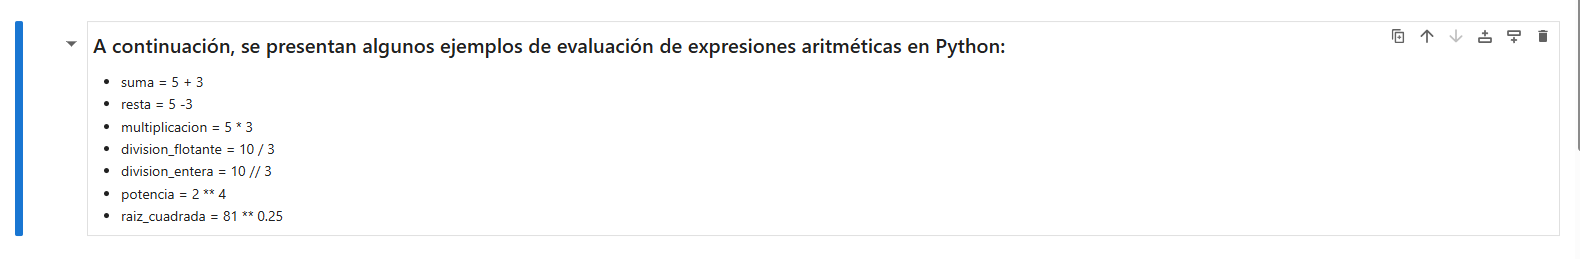 A continuación, se presentan algunos ejemplos de evaluación de expresiones aritméticas en Python:
• suma = 5 + 3
• resta = 5 -3
• multiplicacion = 5 * 3
• division_flotante = 10 / 3
• division_entera = 10 // 3
• potencia = 2 ** 4
• raiz_cuadrada = 81 ** 0.25